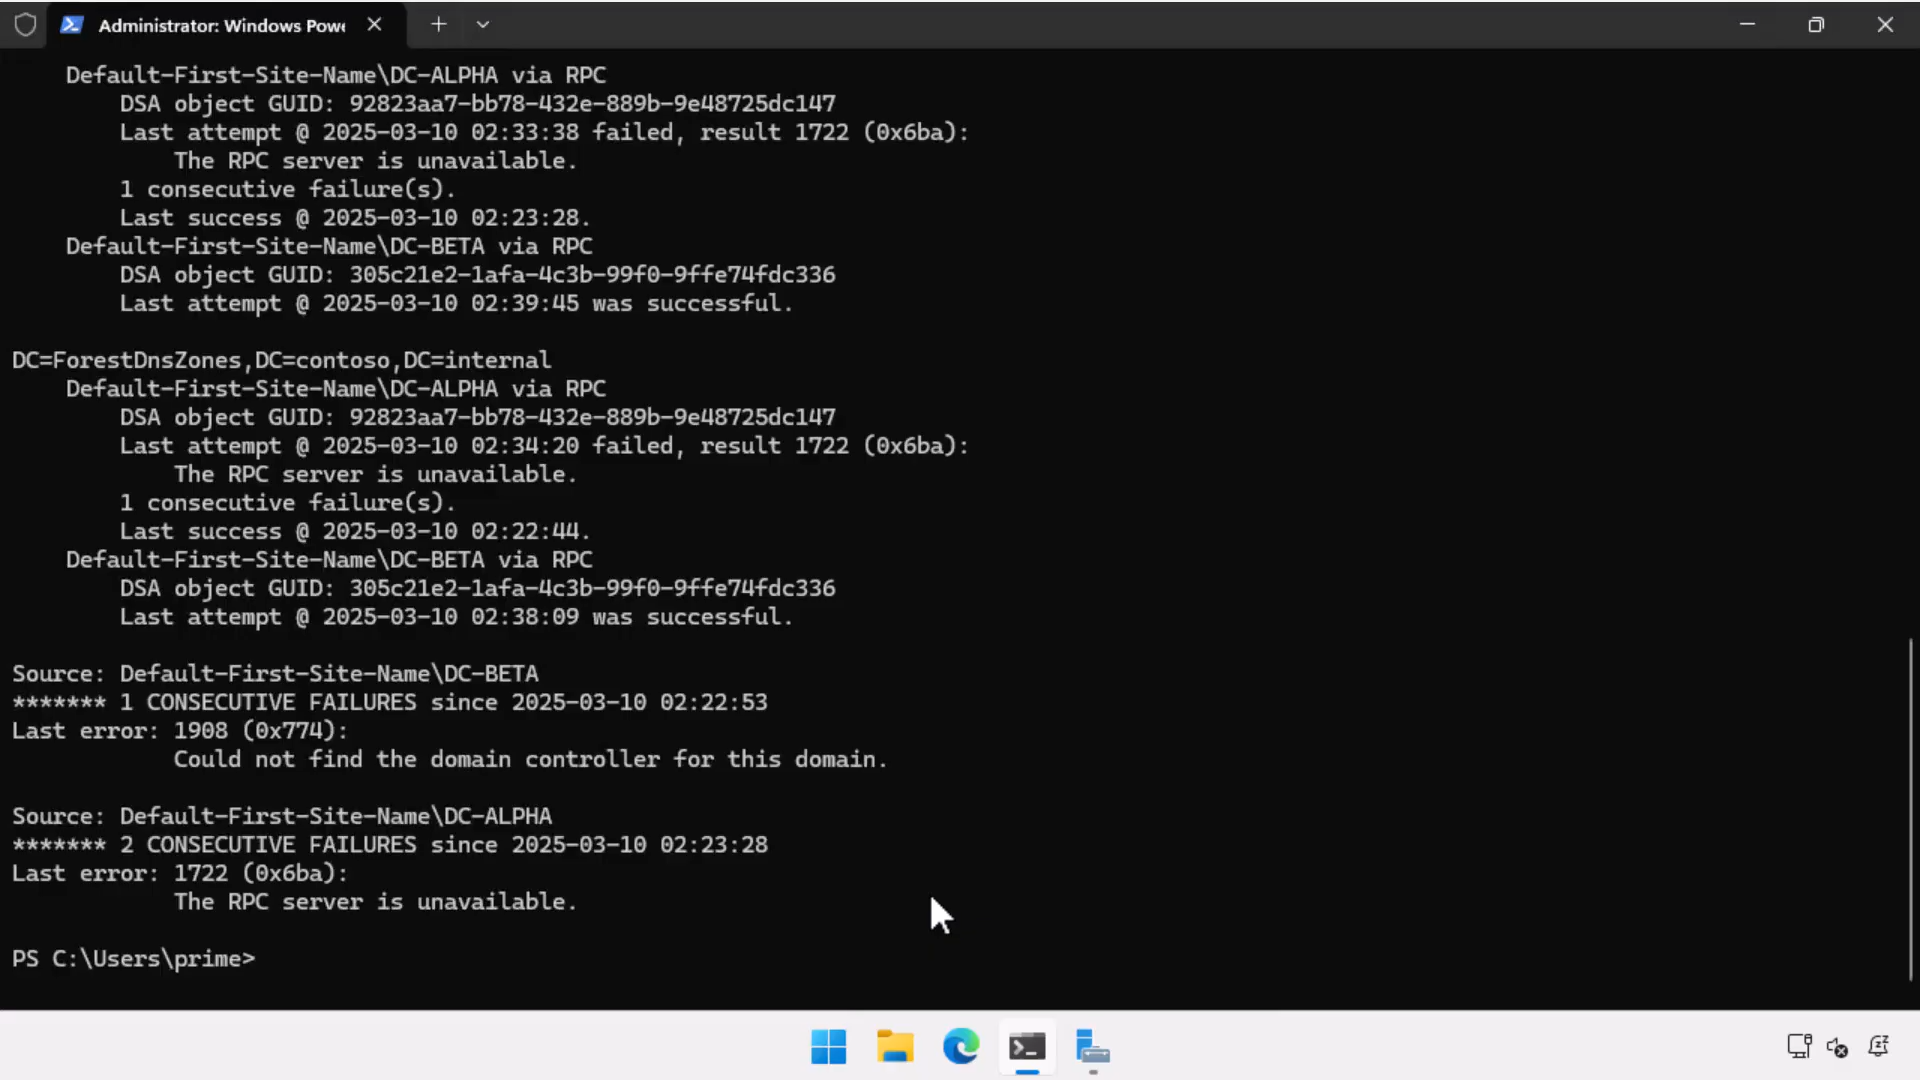 Administrator: Windows Powe
Default-First-Site-Name\DC-ALPHA via RPC
DSA object GUID: 92823aa7-bb78-432e-889b-9e48725dc147
Last attempt @ 2025-03-10 02:33:38 failed, result 1722 (0x6ba):
The RPC server is unavailable.
1 consecutive failure(s).
Last success @ 2025-03-10 02:23:28.
Default-First-Site-Name\DC-BETA via RPC
DSA object GUID: 305c21e2-1afa-4c3b-99f0-9ffe74fdc336
Last attempt @ 2025-03-10 02:39:45 was successful.
DC=ForestDnsZones,DC=contoso,DC=internal
Default-First-Site-Name\DC-ALPHA via RPC
DSA object GUID: 92823aa7-bb78-432e-889b-9e48725dc147
Last attempt @ 2025-03-10 02:34:20 failed, result 1722 (0x6ba):
The RPC server is unavailable.
1 consecutive failure(s).
Last success @ 2025-03-10 02:22:44.
Default-First-Site-Name\DC-BETA via RPC
DSA object GUID: 305c21e2-1afa-4c3b-99f0-9ffe74fdc336
Last attempt @ 2025-03-10 02:38:09 was successful.
Source: Default-First-Site-Name\DC-BETA
******* 1 CONSECUTIVE FAILURES since 2025-03-10 02:22:53
Last error: 1908 (0x774):
Could not find the domain controller for this domain.
Source: Default-First-Site-Name\DC-ALPHA
******* 2 CONSECUTIVE FAILURES since 2025-03-10 02:23:28
Last error: 1722 (0x6ba):
The RPC server is unavailable.
PS C:\Users\prime>